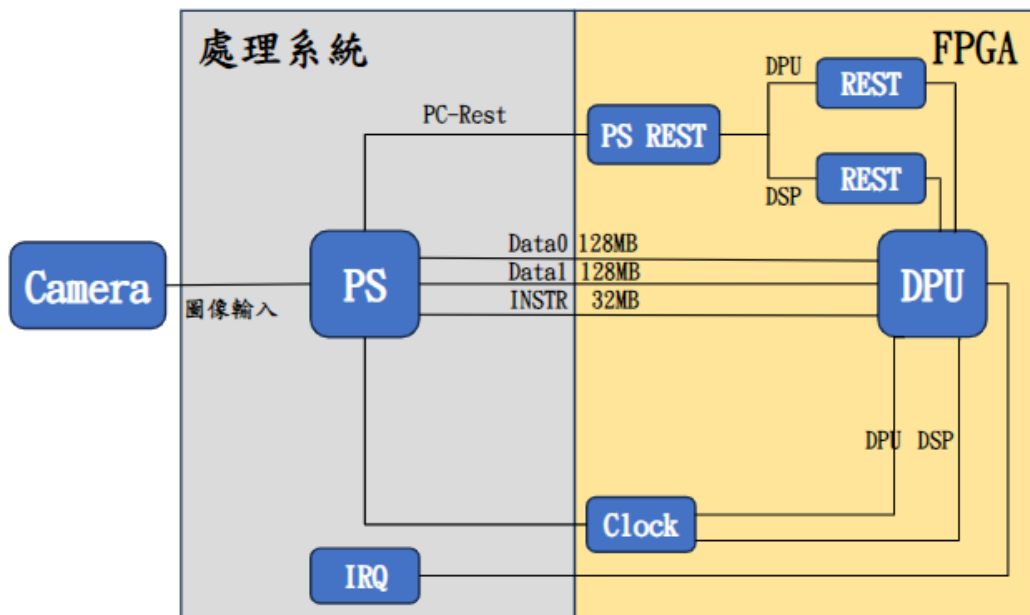 處理系統
FPGA
DPU
REST
PC-Rest
PS REST
REST
DSP
Camera
圖像輸入
PS
Data0 128MB
Data1 128MB
INSTR 32MB
DPU
DPU DSP
Clock
IRQ